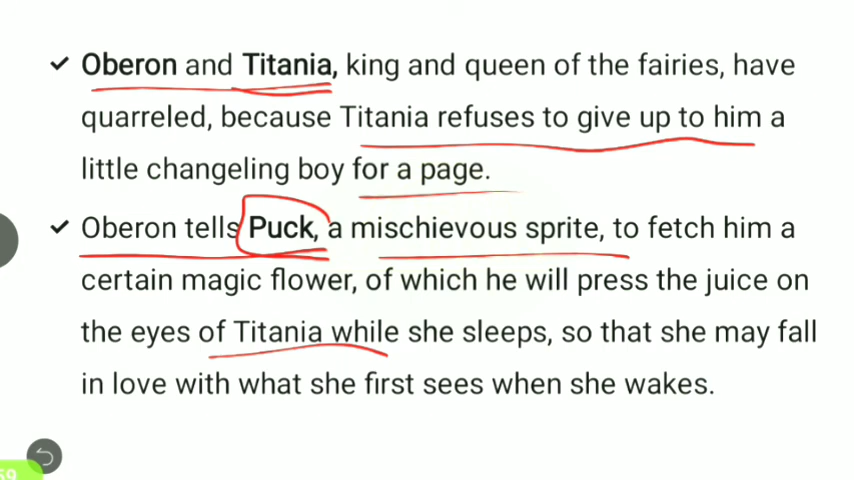 ✓ Oberon and Titania, king and queen of the fairies, have
quarreled, because Titania refuses to give up to him a
little changeling boy for a page.
✓ Oberon tells Puck, a mischievous sprite, to fetch him a
certain magic flower, of which he will press the juice on
the eyes of Titania while she sleeps, so that she may fall
in love with what she first sees when she wakes.
59